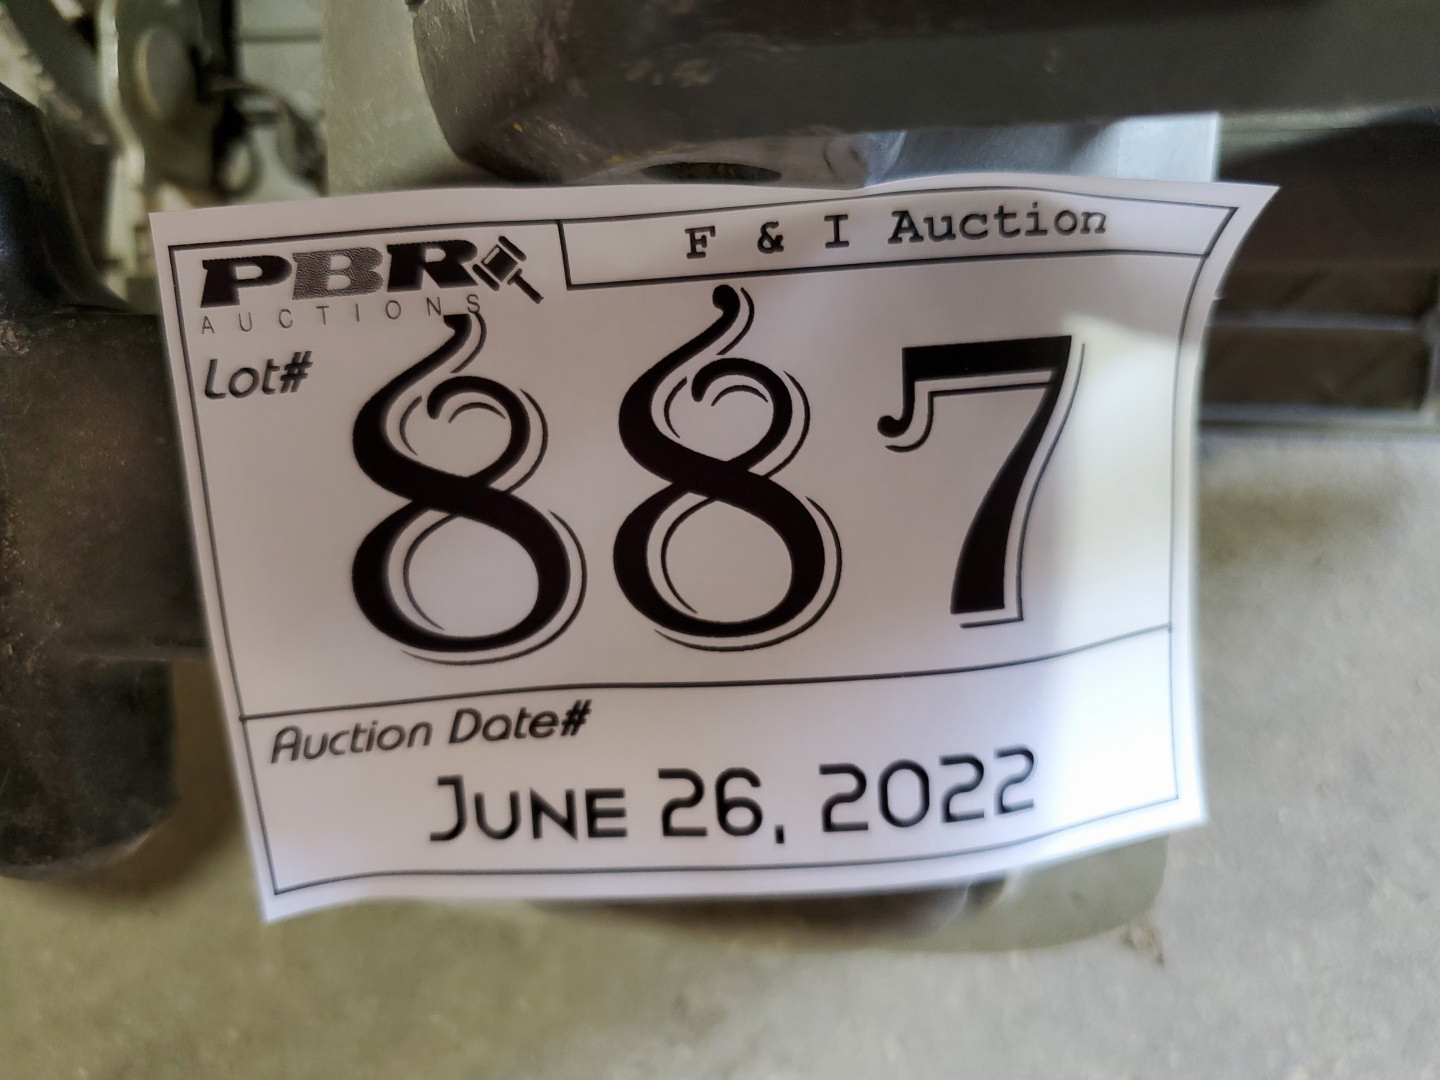 PBR
AUCTIONS
F & I Auction
Lot#
887
Auction Date#
June 26, 2022